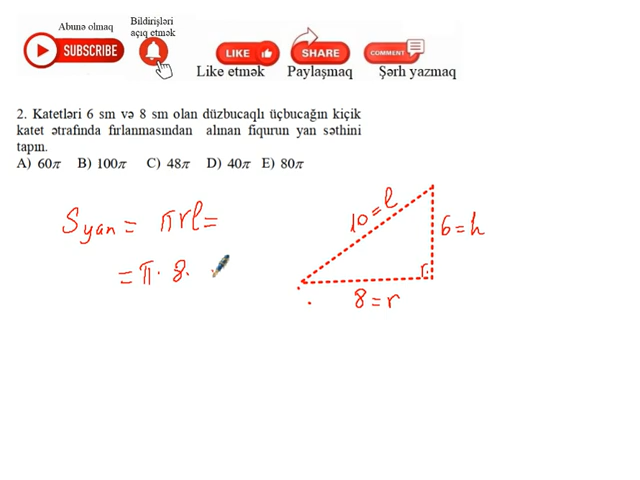 Abunə olmaq
Bildirişləri
açıq etmək
SUBSCRIBE
LIKE
SHARE
COMMENT
Like etmək Paylaşmaq Şərh yazmaq
2. Katetləri 6 sm və 8 sm olan düzbucaqlı üçbucağın kiçik
katet ətrafında fırlanmasından alınan fiqurun yan səthini
tapın.
A) 60π B) 100π C) 48π D) 40π E) 80π
S yan = πrl =
= π · 8 ·
10 = l
6 = h
8 = r